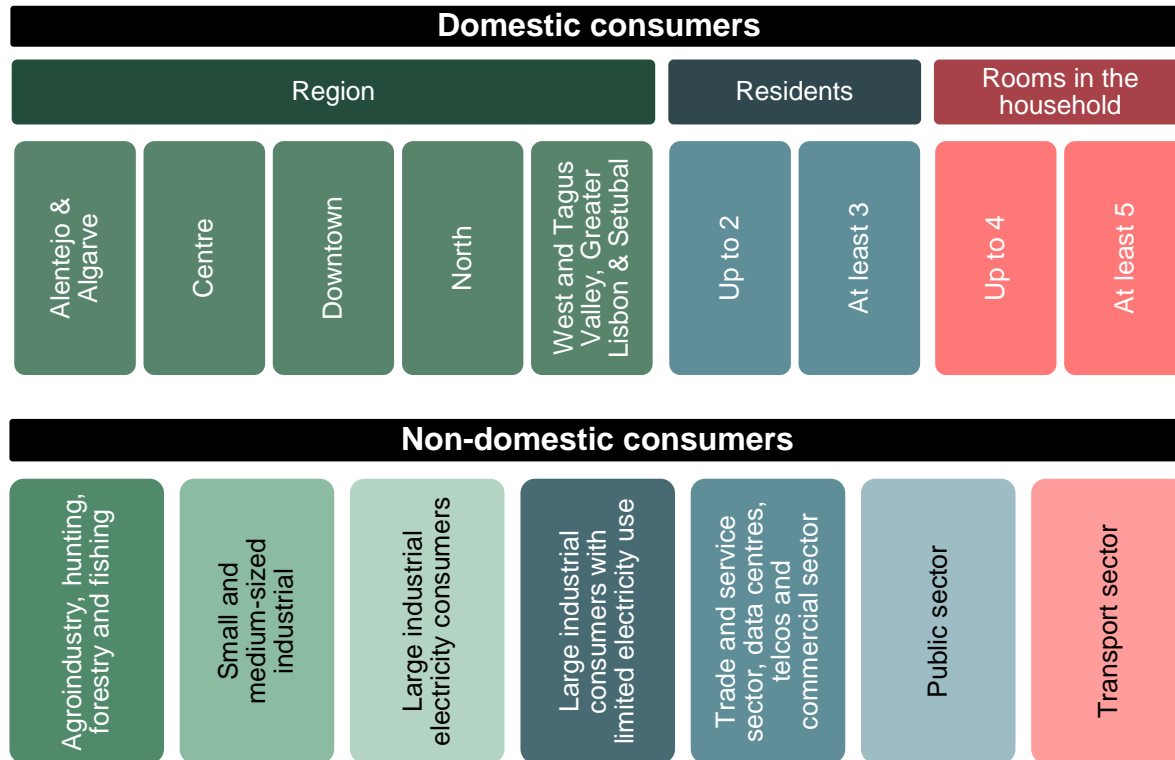 Domestic consumers
Region
Residents
Rooms in the
household
Alentejo &
Algarve
Centre
Downtown
North
West and Tagus
Valley, Greater
Lisbon & Setubal
Up to 2
At least 3
Up to 4
At least 5
Non-domestic consumers
Agroindustry, hunting,
forestry and fishing
Small and
medium-sized
industrial
Large industrial
electricity consumers
Large industrial
consumers with
limited electricity use
Trade and service
sector, data centres,
telcos and
commercial sector
Public sector
Transport sector